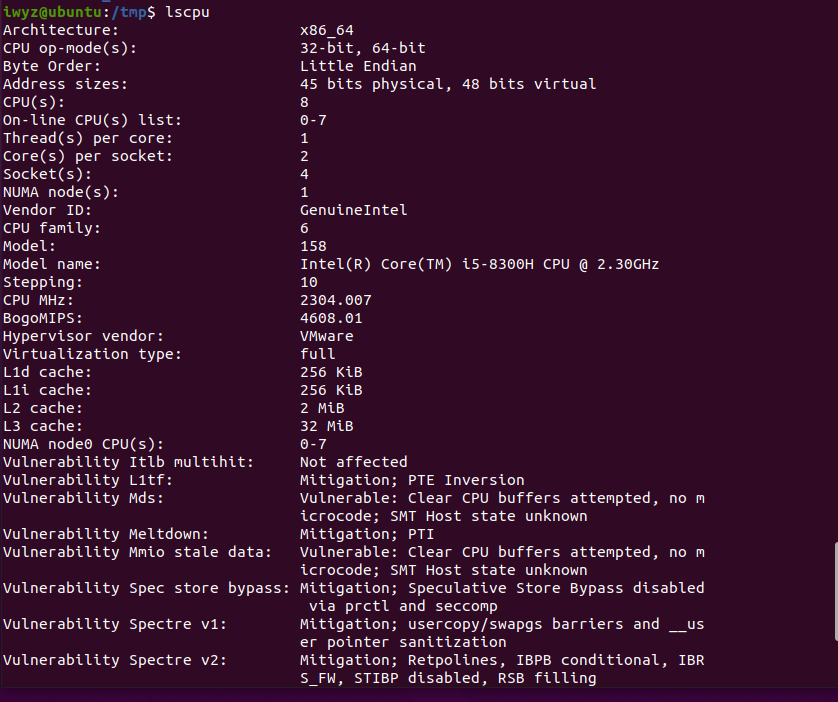 iwyz@ubuntu:/tmp$ lscpu
Architecture: x86_64
CPU op-mode(s): 32-bit, 64-bit
Byte Order: Little Endian
Address sizes: 45 bits physical, 48 bits virtual
CPU(s): 8
On-line CPU(s) list: 0-7
Thread(s) per core: 1
Core(s) per socket: 2
Socket(s): 4
NUMA node(s): 1
Vendor ID: GenuineIntel
CPU family: 6
Model: 158
Model name: Intel(R) Core(TM) i5-8300H CPU @ 2.30GHz
Stepping: 10
CPU MHz: 2304.007
BogoMIPS: 4608.01
Hypervisor vendor: VMware
Virtualization type: full
L1d cache: 256 KiB
L1i cache: 256 KiB
L2 cache: 2 MiB
L3 cache: 32 MiB
NUMA node0 CPU(s): 0-7
Vulnerability Itlb multihit: Not affected
Vulnerability L1tf: Mitigation; PTE Inversion
Vulnerability Mds: Vulnerable: Clear CPU buffers attempted, no m
icrocode; SMT Host state unknown
Vulnerability Meltdown: Mitigation; PTI
Vulnerability Mmio stale data: Vulnerable: Clear CPU buffers attempted, no m
icrocode; SMT Host state unknown
Vulnerability Spec store bypass: Mitigation; Speculative Store Bypass disabled
via prctl and seccomp
Vulnerability Spectre v1: Mitigation; usercopy/swapgs barriers and __us
er pointer sanitization
Vulnerability Spectre v2: Mitigation; Retpolines, IBPB conditional, IBR
S_FW, STIBP disabled, RSB filling